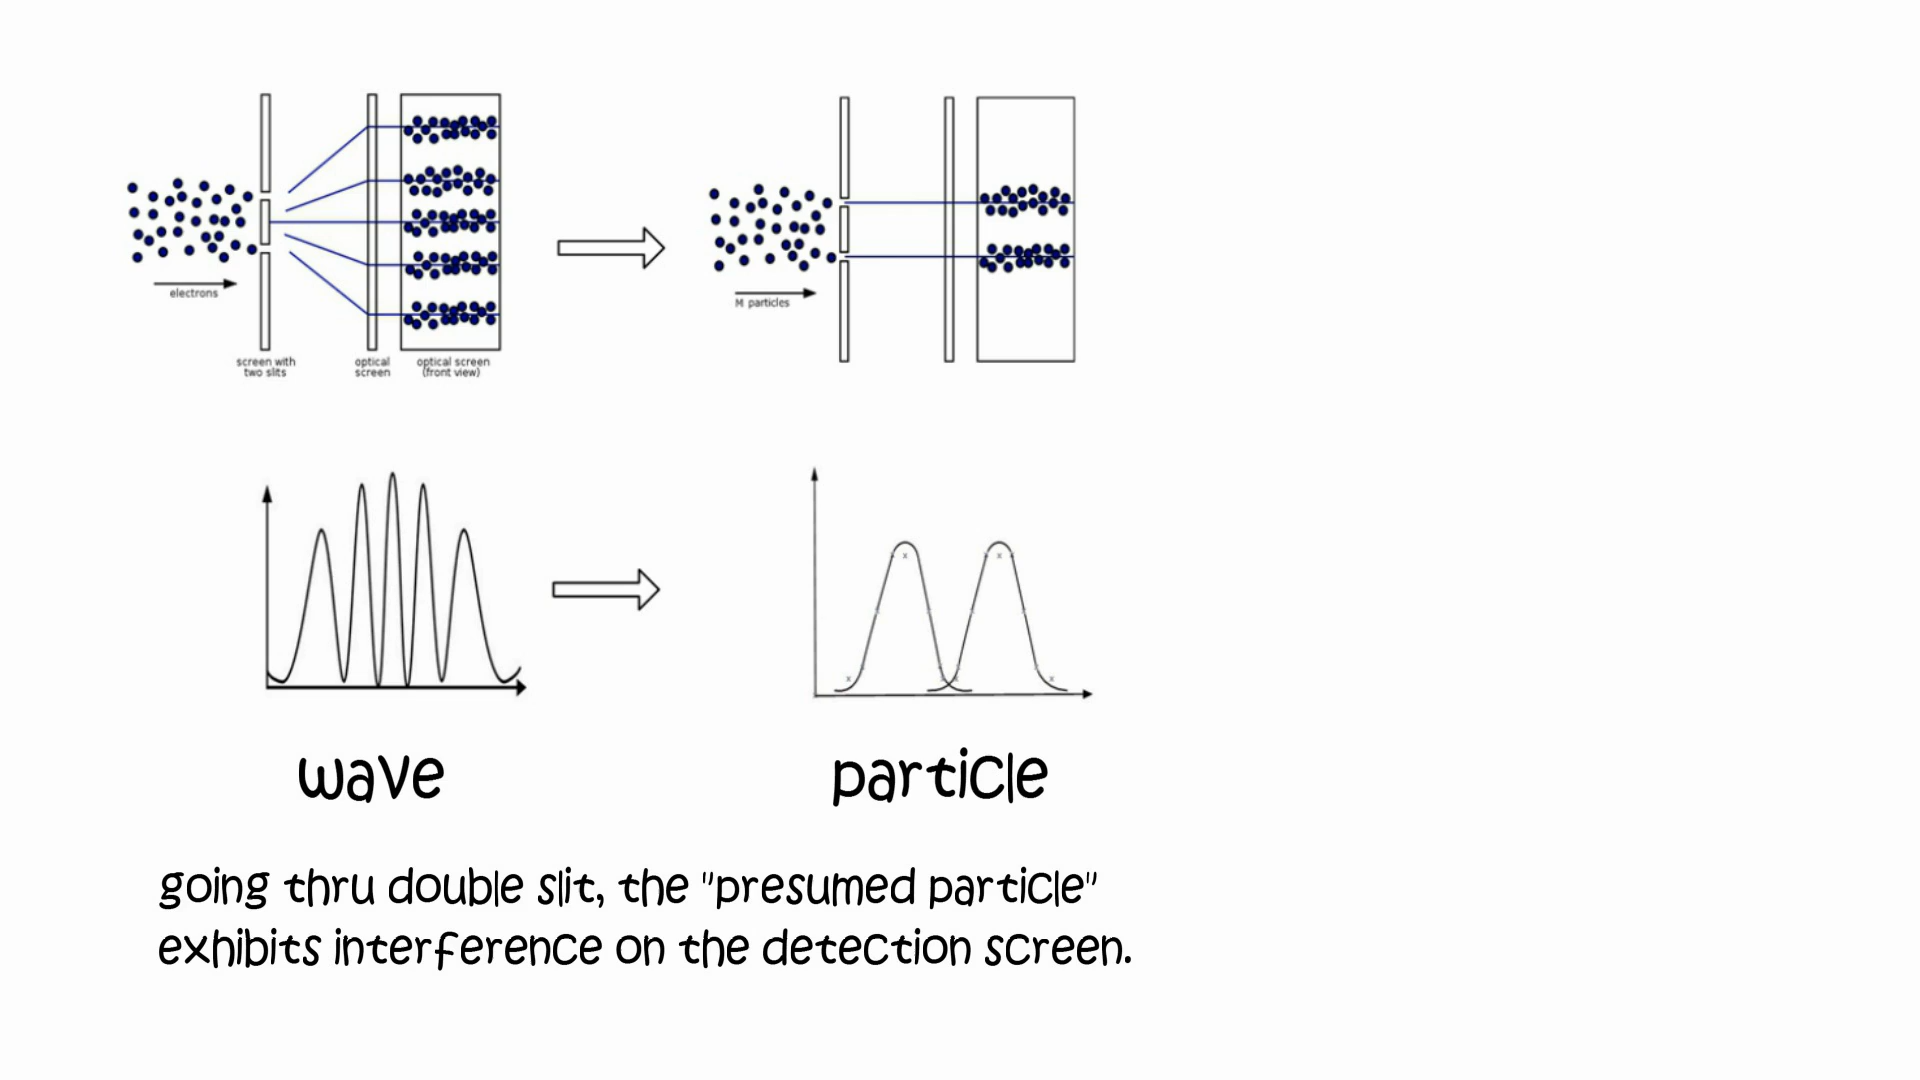 electrons
screen with
two slits
optical
screen
optical screen
(front view)
M particles
wave
particle
going thru double slit, the "presumed particle"
exhibits interference on the detection screen.